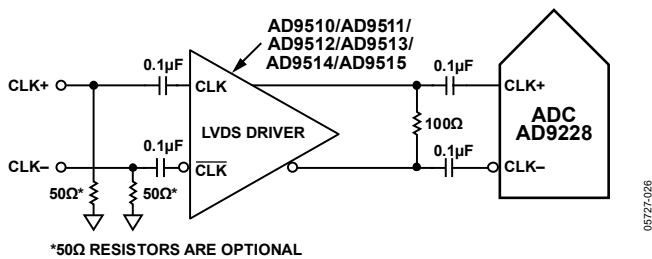 AD9510/AD9511/
AD9512/AD9513/
AD9514/AD9515
0.1µF
0.1µF
CLK+
CLK
CLK+
ADC
AD9228
LVDS DRIVER
100Ω
0.1µF
0.1µF
CLK–
CLK
CLK–
50Ω*
50Ω*
*50Ω RESISTORS ARE OPTIONAL
05727-026